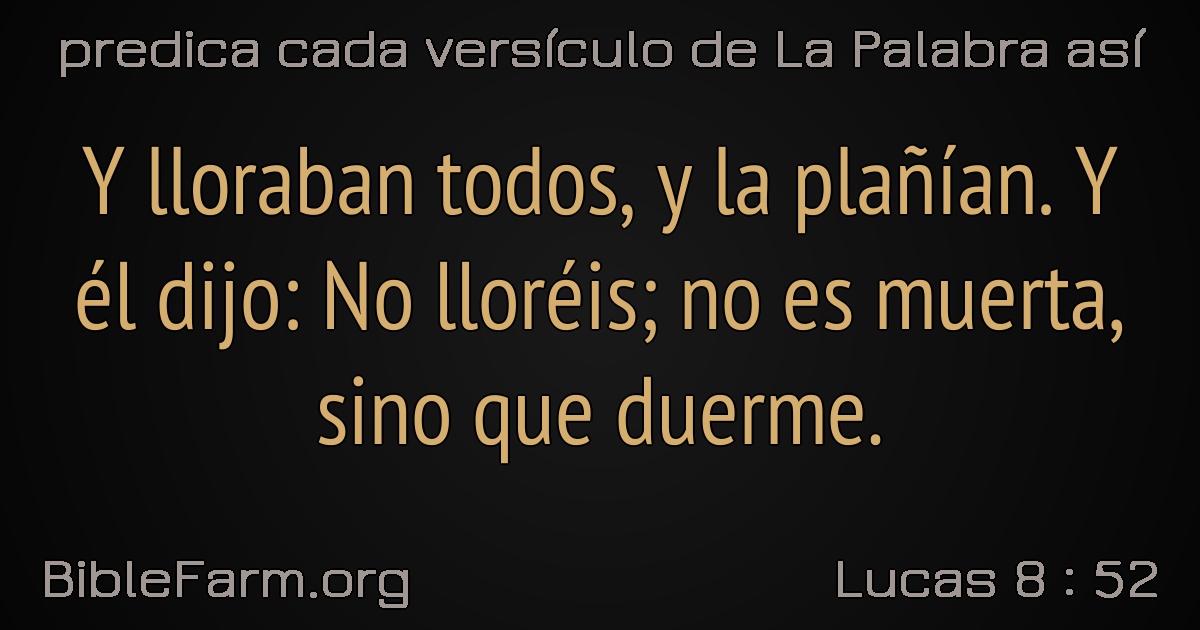 predica cada versículo de La Palabra así
Y lloraban todos, y la plañían. Y
él dijo: No lloréis; no es muerta,
sino que duerme.
BibleFarm.org
Lucas 8 : 52